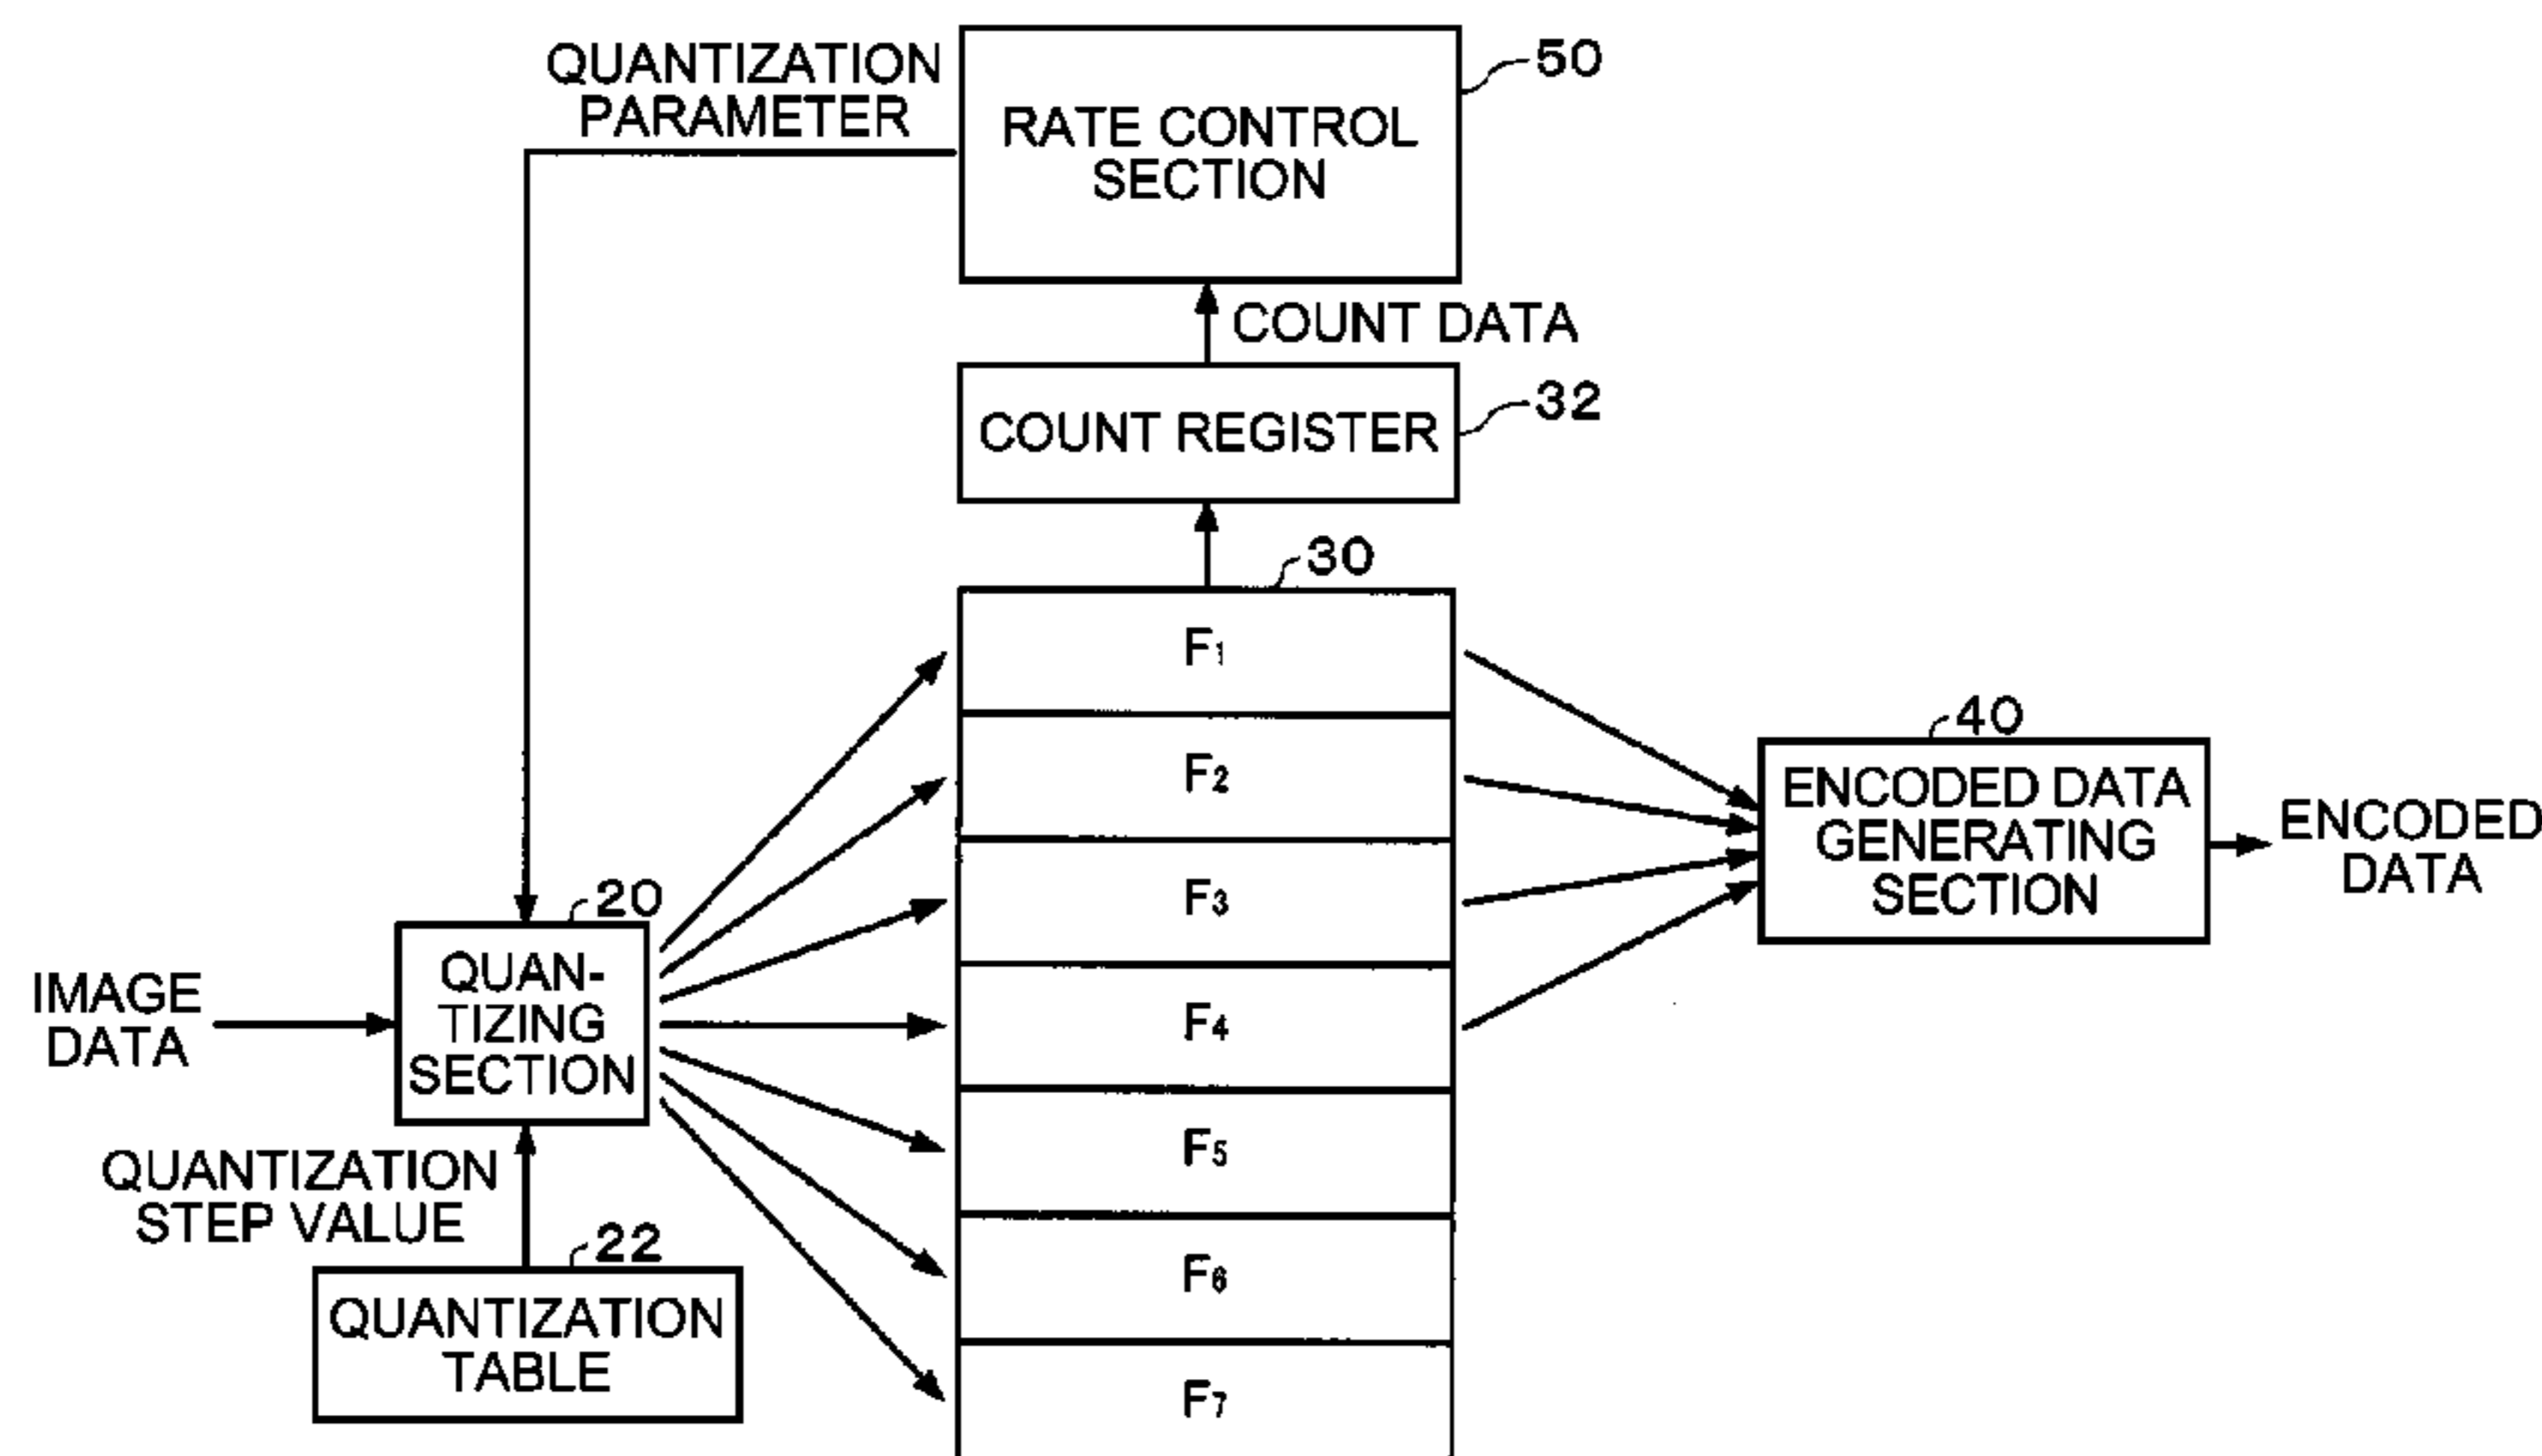 QUANTIZATION
PARAMETER
RATE CONTROL
SECTION
50
COUNT DATA
COUNT REGISTER
32
30
F1
F2
F3
F4
F5
F6
F7
40
ENCODED DATA
GENERATING
SECTION
ENCODED
DATA
20
QUAN-
TIZING
SECTION
IMAGE
DATA
QUANTIZATION
STEP VALUE
22
QUANTIZATION
TABLE